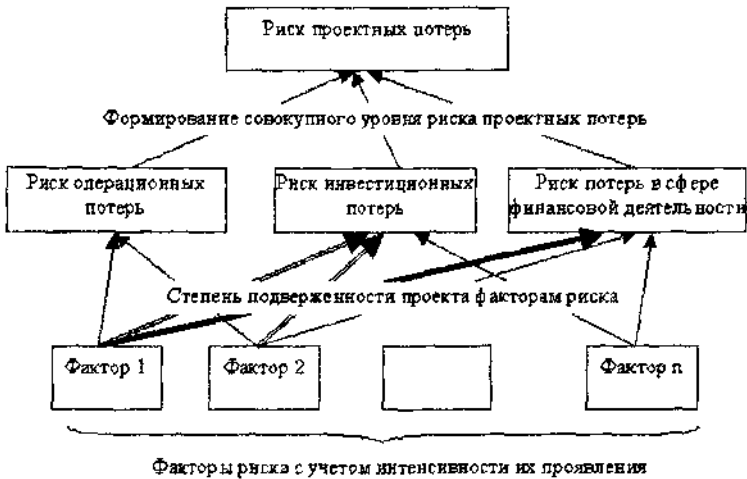 Риск проектных потерь
Формирование совокупного уровня риска проектных потерь
Риск операционных
потерь
Риск инвестиционных
потерь
Риск потерь в сфере
финансовой деятельности
Степень подверженности проекта факторам риска
Фактор 1
Фактор 2
Фактор n
Факторы риска с учетом интенсивности их проявления